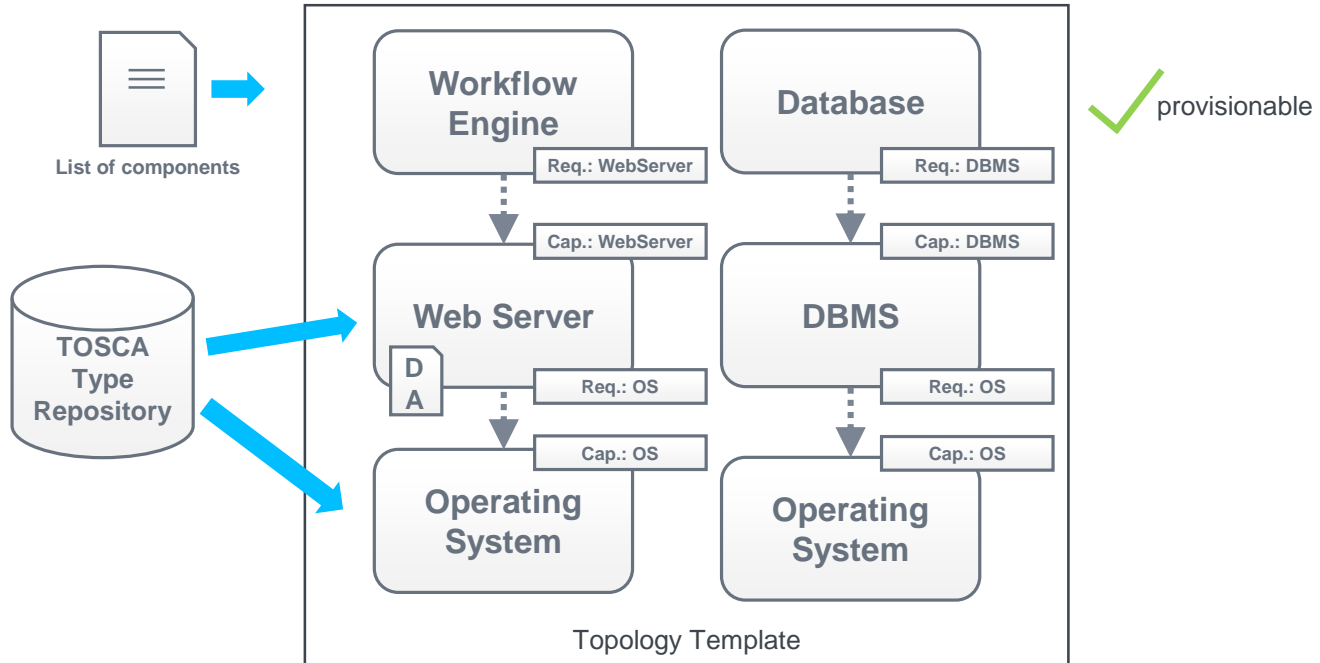 List of components
TOSCA
Type
Repository
Workflow
Engine
Req.: WebServer
Cap.: WebServer
Web Server
D
A
Req.: OS
Cap.: OS
Operating
System
Database
Req.: DBMS
Cap.: DBMS
DBMS
Req.: OS
Cap.: OS
Operating
System
Topology Template
provisionable